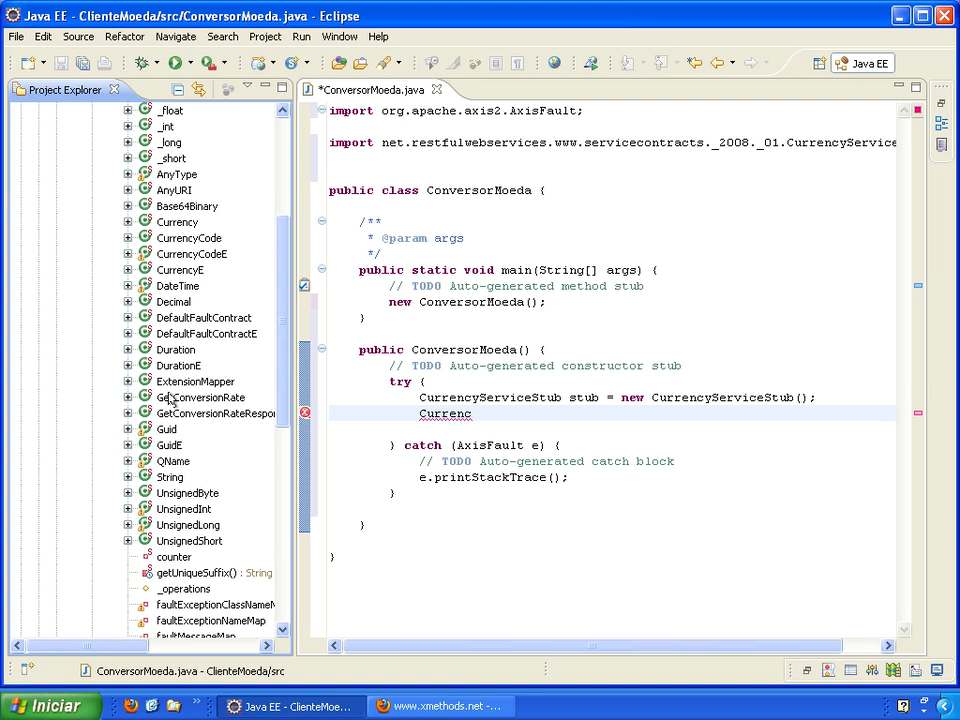 Java EE - ClienteMoeda/src/ConversorMoeda.java - Eclipse
File Edit Source Refactor Navigate Search Project Run Window Help
Java EE
Project Explorer
*ConversorMoeda.java
_float
_int
_long
_short
AnyType
AnyURI
Base64Binary
Currency
CurrencyCode
CurrencyCodeE
CurrencyE
DateTime
Decimal
DefaultFaultContract
DefaultFaultContractE
Duration
DurationE
ExtensionMapper
GetConversionRate
GetConversionRateRespon
Guid
GuidE
QName
String
UnsignedByte
UnsignedInt
UnsignedLong
UnsignedShort
counter
getUniqueSuffix() : String
_operations
faultExceptionClassNameM
faultExceptionNameMap
faultMessageMap
import org.apache.axis2.AxisFault;
import net.restfulwebservices.www.servicecontracts._2008._01.CurrencyService
public class ConversorMoeda {
/**
* @param args
*/
public static void main(String[] args) {
// TODO Auto-generated method stub
new ConversorMoeda();
}
public ConversorMoeda() {
// TODO Auto-generated constructor stub
try {
CurrencyServiceStub stub = new CurrencyServiceStub();
Currenc
} catch (AxisFault e) {
// TODO Auto-generated catch block
e.printStackTrace();
}
}
}
ConversorMoeda.java - ClienteMoeda/src
Iniciar
Java EE - ClienteMoe...
www.xmethods.net -...